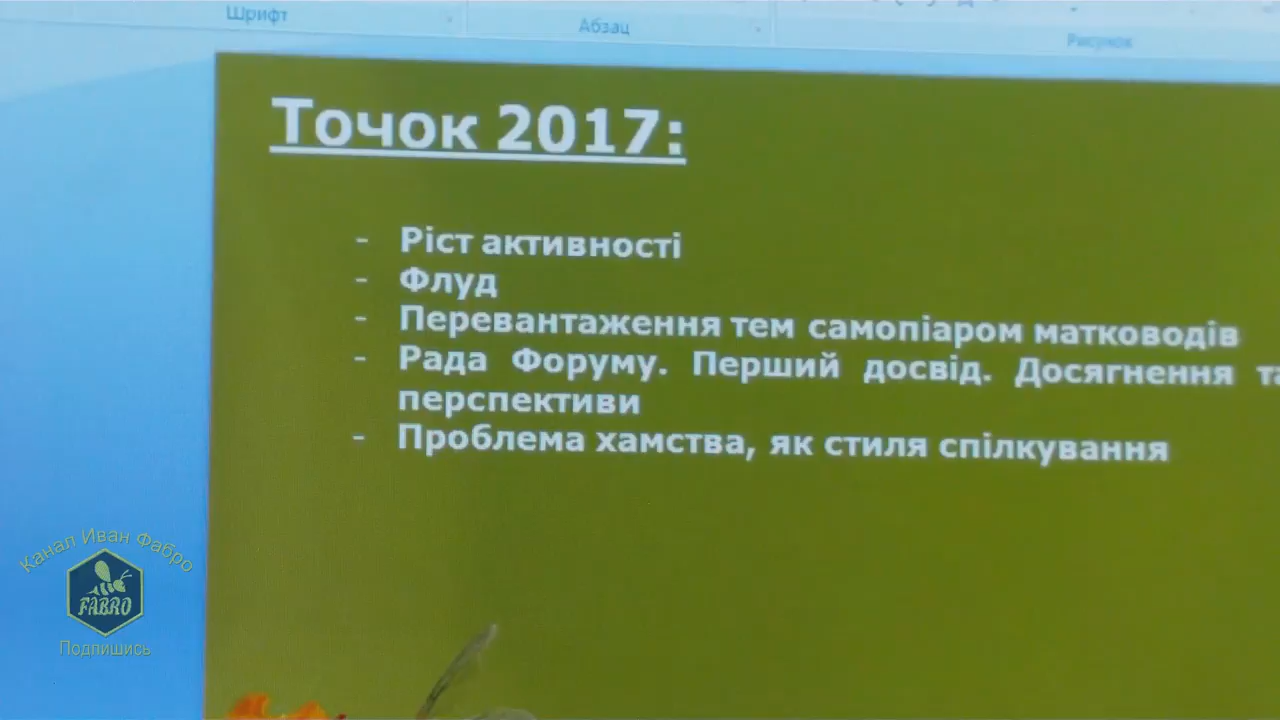 Шрифт
Абзац
Рисунок
Точок 2017:
- Ріст активності
- Флуд
- Перевантаження тем самопіаром матководів
- Рада Форуму. Перший досвід. Досягнення та
перспективи
- Проблема хамства, як стиля спілкування
Канал Иван Фабро
FABRO
Подпишись